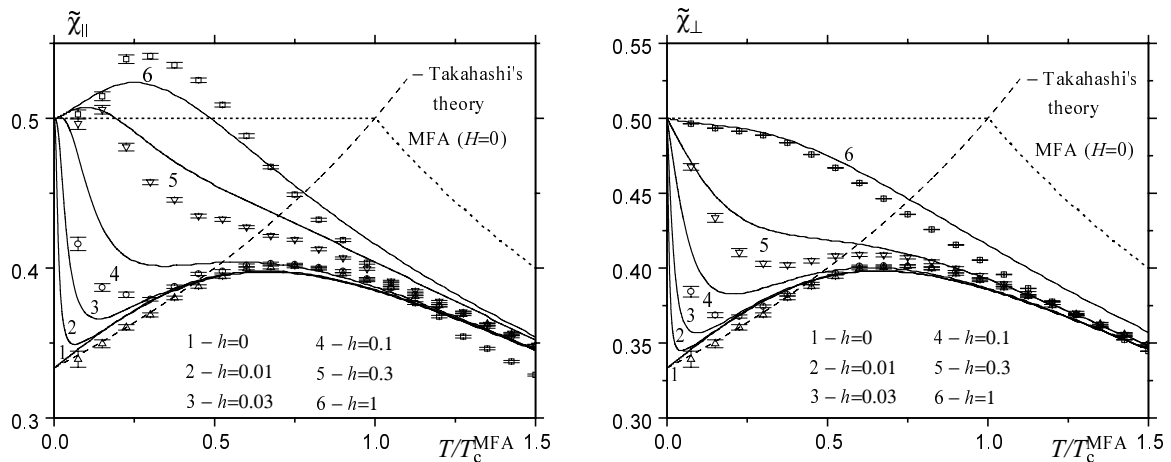 χ̃||
0.5
0.4
0.3
0.0
0.5
1.0
1.5
T/T_c^MFA
– Takahashi's
theory
MFA (H=0)
6
5
4
3
2
1
1 – h=0
4 – h=0.1
2 – h=0.01
5 – h=0.3
3 – h=0.03
6 – h=1
χ̃⊥
0.55
0.50
0.45
0.40
0.35
0.30
0.0
0.5
1.0
1.5
T/T_c^MFA
– Takahashi's
theory
MFA (H=0)
6
5
4
3
2
1
1 – h=0
4 – h=0.1
2 – h=0.01
5 – h=0.3
3 – h=0.03
6 – h=1